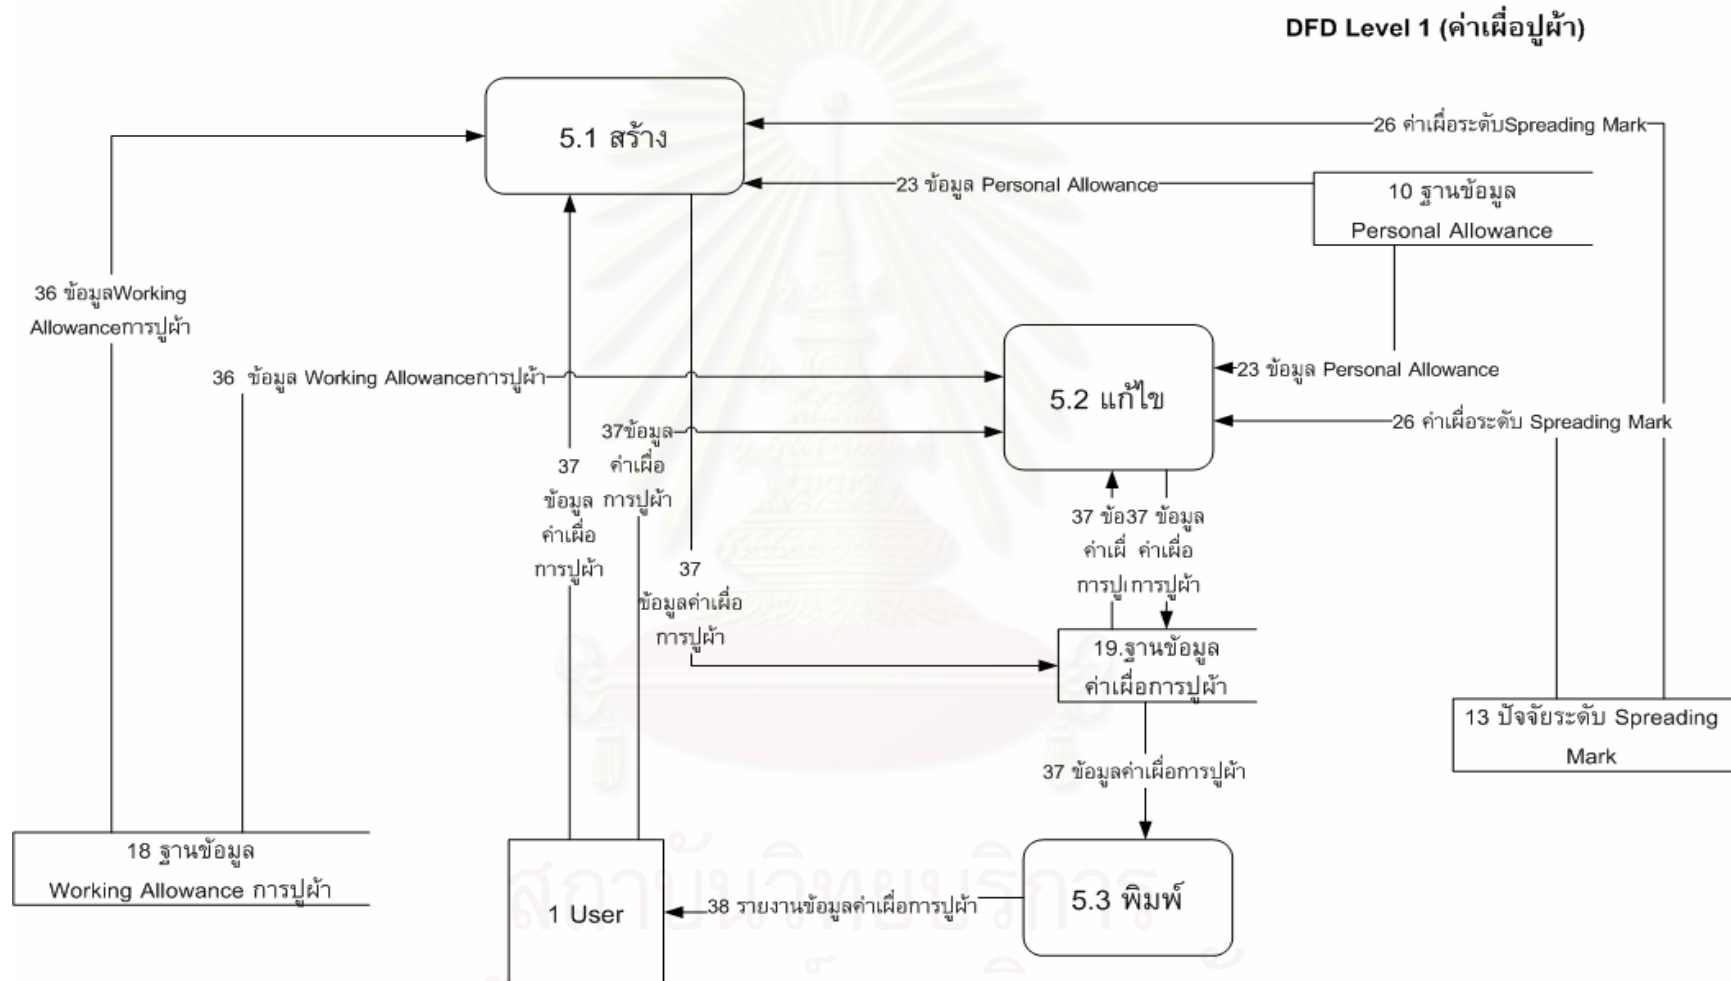 DFD Level 1 (ค่าเผื่อปูผ้า)
5.1 สร้าง
26 ค่าเผื่อระดับSpreading Mark
23 ข้อมูล Personal Allowance
10 ฐานข้อมูล
Personal Allowance
36 ข้อมูลWorking
Allowanceการปูผ้า
36 ข้อมูล Working Allowanceการปูผ้า
5.2 แก้ไข
23 ข้อมูล Personal Allowance
26 ค่าเผื่อระดับ Spreading Mark
37ข้อมูล
ค่าเผื่อ
การปูผ้า
37
ข้อมูล
ค่าเผื่อ
การปูผ้า
37
ข้อมูลค่าเผื่อ
การปูผ้า
37 ข้อ
ค่าเผื่
การปู
37 ข้อมูล
ค่าเผื่อ
การปูผ้า
19.ฐานข้อมูล
ค่าเผื่อการปูผ้า
13 ปัจจัยระดับ Spreading
Mark
37 ข้อมูลค่าเผื่อการปูผ้า
18 ฐานข้อมูล
Working Allowance การปูผ้า
1 User
38 รายงานข้อมูลค่าเผื่อการปูผ้า
5.3 พิมพ์
สถาบันวิทยบริการ